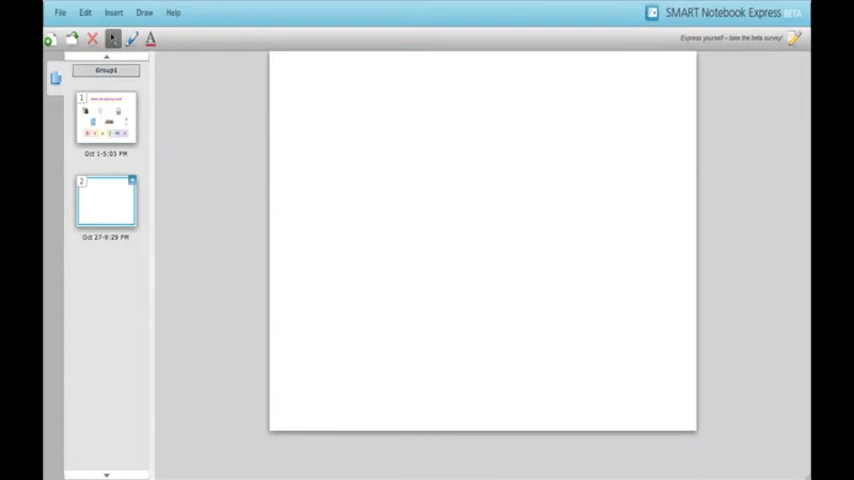 File Edit Insert Draw Help
SMART Notebook Express BETA
A
Express yourself – take the beta survey!
Group1
1
Oct 1-5:03 PM
2
Oct 27-9:29 PM